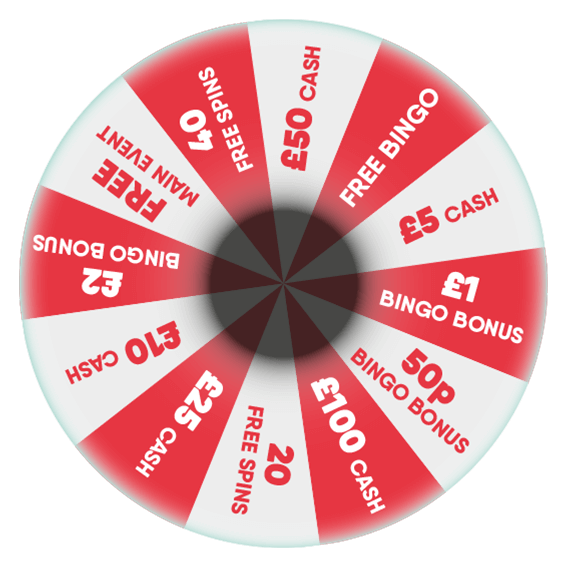 £50 CASH
FREE BINGO
£5 CASH
£1
BINGO BONUS
50p
BINGO BONUS
£100 CASH
20
FREE SPINS
£25 CASH
£10 CASH
£2
BINGO BONUS
FREE
MAIN EVENT
40
FREE SPINS